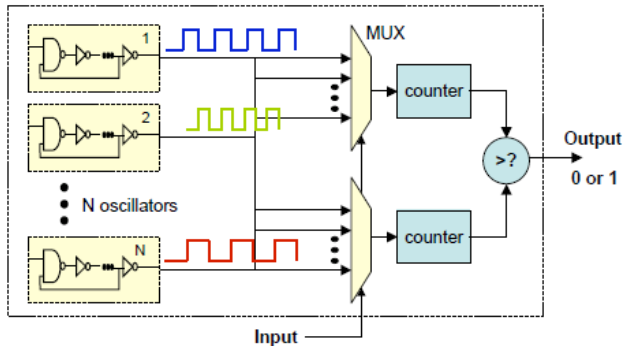 1
MUX
counter
2
Output
>?
0 or 1
N oscillators
N
counter
Input